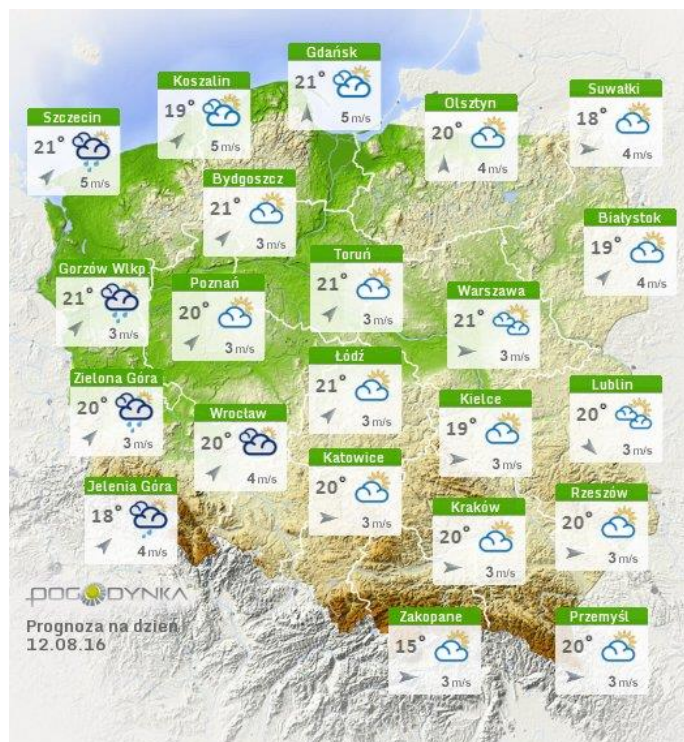 Gdańsk
21°
5 m/s
Koszalin
19°
5 m/s
Suwałki
18°
4 m/s
Olsztyn
20°
4 m/s
Szczecin
21°
5 m/s
Bydgoszcz
21°
3 m/s
Białystok
19°
4 m/s
Toruń
21°
3 m/s
Gorzów Wlkp.
21°
3 m/s
Poznań
20°
3 m/s
Warszawa
21°
3 m/s
Łódź
21°
3 m/s
Zielona Góra
20°
3 m/s
Lublin
20°
3 m/s
Kielce
19°
3 m/s
Wrocław
20°
4 m/s
Katowice
20°
3 m/s
Jelenia Góra
18°
4 m/s
Rzeszów
20°
3 m/s
Kraków
20°
3 m/s
POGODYNKA
Prognoza na dzień
12.08.16
Zakopane
15°
3 m/s
Przemyśl
20°
3 m/s